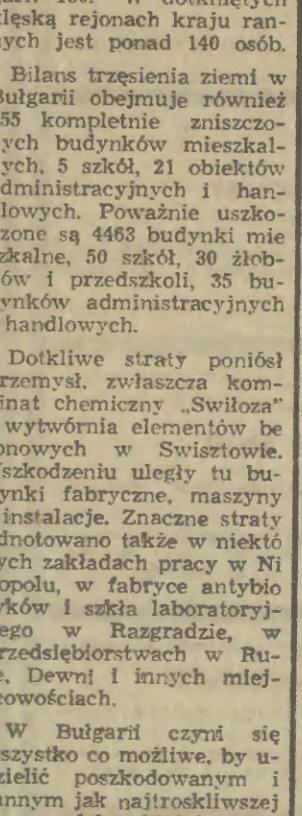 garii 130. W dotkniętych
klęską rejonach kraju ran-
nych jest ponad 140 osób.
Bilans trzęsienia ziemi w
Bułgarii obejmuje również
55 kompletnie zniszczo-
ych budynków mieszkal-
ych, 5 szkół, 21 obiektów
dministracyjnych i han-
lowych. Poważnie uszko-
zone są 4463 budynki mie
zkalne, 50 szkół, 30 żłob-
ów i przedszkoli, 35 bu-
ynków administracyjnych
handlowych.
Dotkliwe straty poniósł
rzemysł, zwłaszcza kom-
inat chemiczny „Swiłoza"
wytwórnia elementów be
onowych w Swisztowie.
szkodzeniu uległy tu bu-
ynki fabryczne, maszyny
instalacje. Znaczne straty
dnotowano także w niektó
ych zakładach pracy w Ni
opolu, w fabryce antybio
yków i szkła laboratoryj-
ego w Razgradzie, w
rzedsiębiorstwach w Ru-
e, Dewni i innych miej-
cowościach.
W Bułgarii czyni się
szystko co możliwe, by u-
zielić poszkodowanym i
annym jak najtroskliwszej